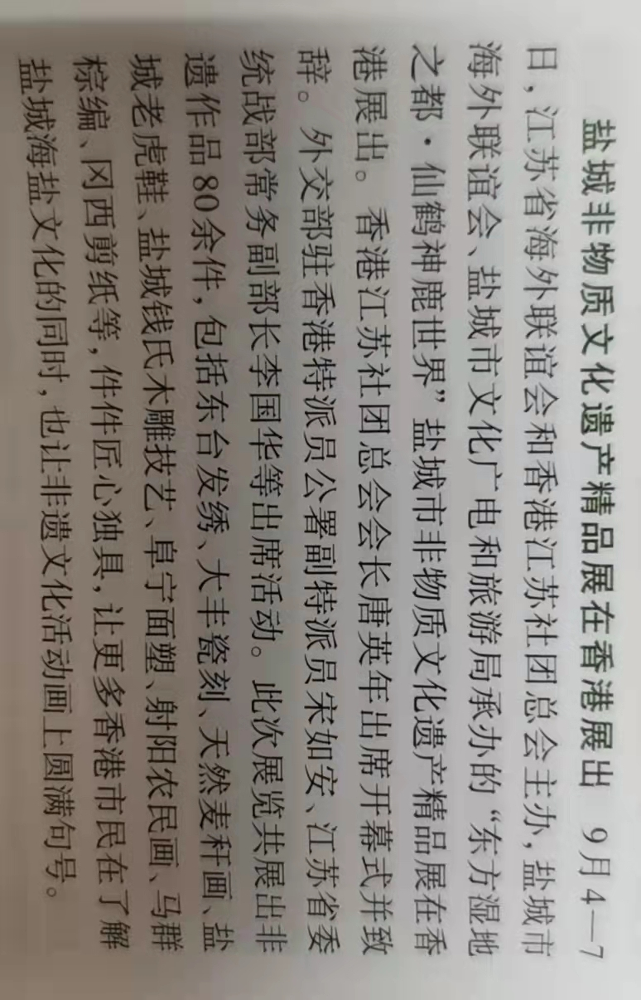 盐城非物质文化遗产精品展在香港展出 9月4—7
日，江苏省海外联谊会和香港江苏社团总会主办，盐城市
海外联谊会、盐城市文化广电和旅游局承办的“东方湿地
之都·仙鹤神鹿世界”盐城市非物质文化遗产精品展在香
港展出。香港江苏社团总会会长唐英年出席开幕式并致
辞。外交部驻香港特派员公署副特派员宋如安、江苏省委
统战部常务副部长李国华等出席活动。此次展览共展出非
遗作品80余件，包括东台发绣、大丰瓷刻、天然麦秆画、盐
城老虎鞋、盐城钱氏木雕技艺、阜宁面塑、射阳农民画、马群
棕编、冈西剪纸等，件件匠心独具，让更多香港市民在了解
盐城海盐文化的同时，也让非遗文化活动画上圆满句号。